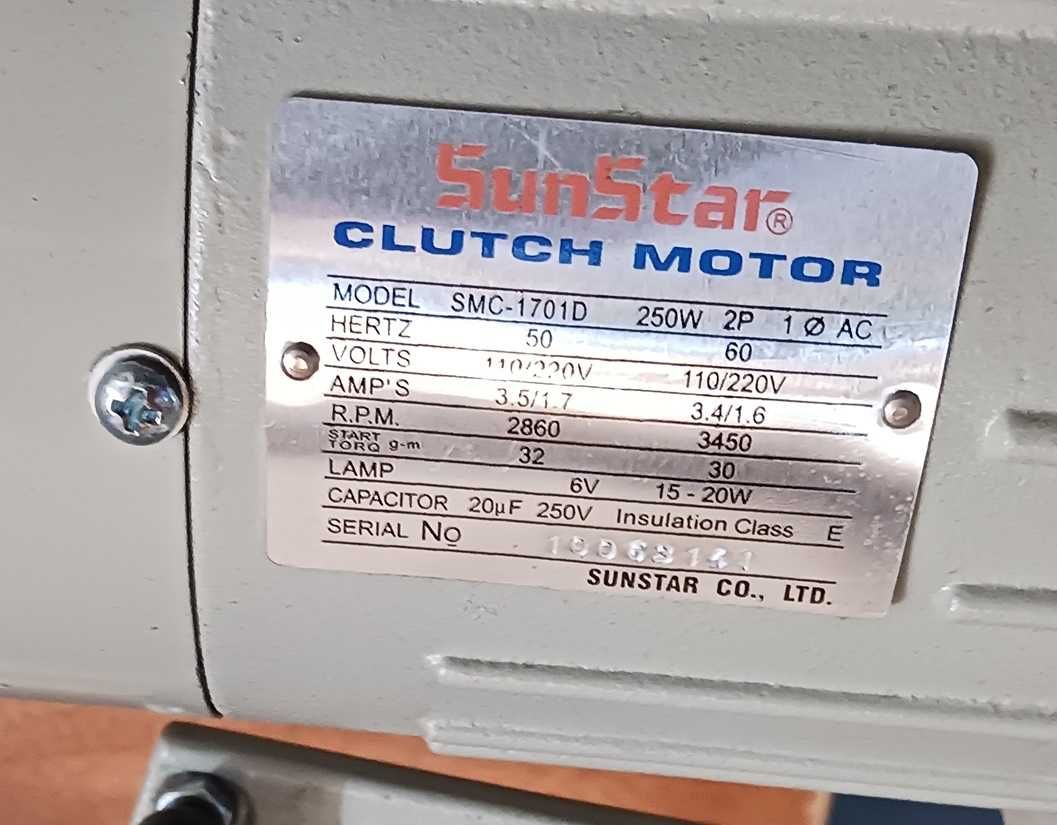 SunStar®
CLUTCH MOTOR
MODEL SMC-1701D 250W 2P 1 Ø AC
HERTZ 50 60
VOLTS 110/220V 110/220V
AMP'S 3.5/1.7 3.4/1.6
R.P.M. 2860 3450
START TORQ g-m 32 30
LAMP 6V 15 - 20W
CAPACITOR 20µF 250V Insulation Class E
SERIAL No
SUNSTAR CO., LTD.